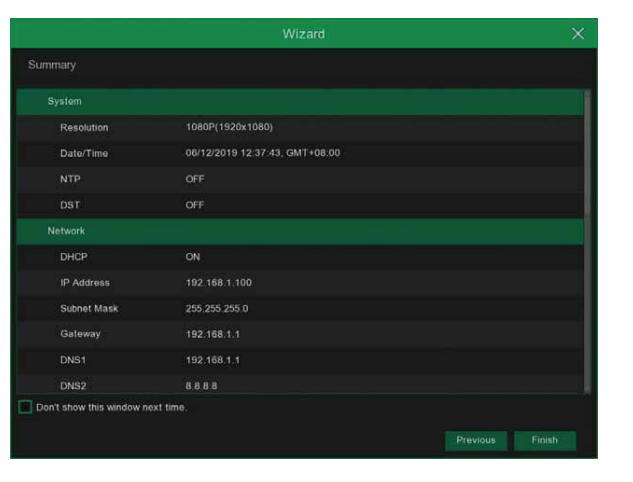 Wizard
Summary
System
Resolution 1080P(1920x1080)
Date/Time 06/12/2019 12:37:43, GMT+08:00
NTP OFF
DST OFF
Network
DHCP ON
IP Address 192.168.1.100
Subnet Mask 255.255.255.0
Gateway 192.168.1.1
DNS1 192.168.1.1
DNS2 8.8.8.8
Don't show this window next time.
Previous Finish